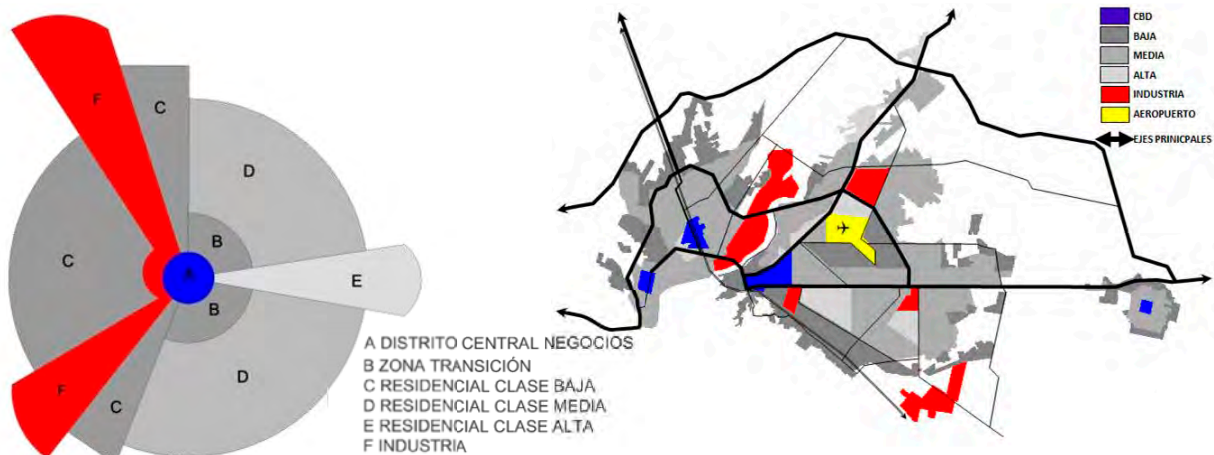 F
C
D
C
B
A
E
B
F
C
D
A DISTRITO CENTRAL NEGOCIOS
B ZONA TRANSICIÓN
C RESIDENCIAL CLASE BAJA
D RESIDENCIAL CLASE MEDIA
E RESIDENCIAL CLASE ALTA
F INDUSTRIA
CBD
BAJA
MEDIA
ALTA
INDUSTRIA
AEROPUERTO
EJES PRINICPALES